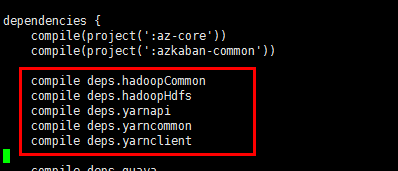 dependencies {
compile(project(':az-core'))
compile(project(':azkaban-common'))
compile deps.hadoopCommon
compile deps.hadoopHdfs
compile deps.yarnapi
compile deps.yarncommon
compile deps.yarnclient
compile deps.guava